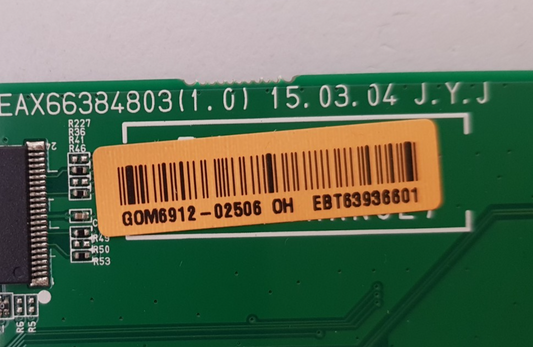 EAX66384803(1.0) 15.03.04 J.Y.J
R227
R36
R41
R46
GOM6912-02506 OH EBT63936601
R49
R50
R53